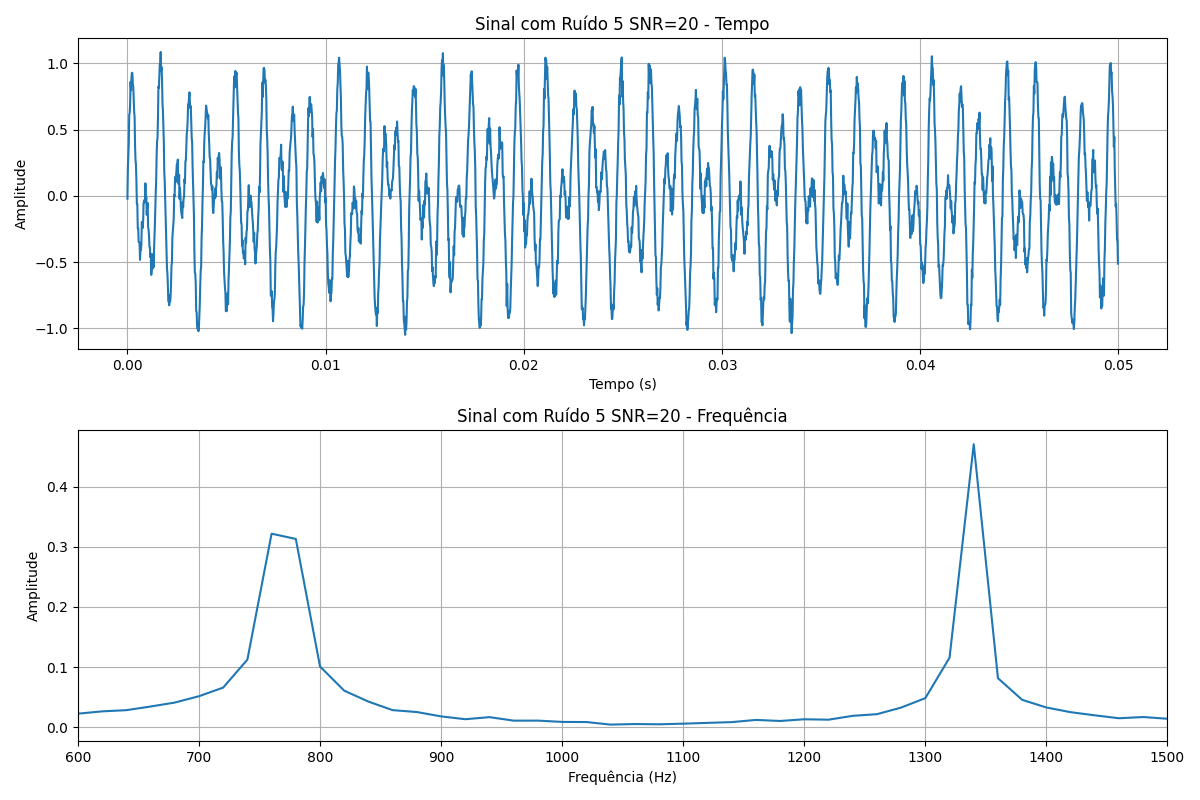 Sinal com Ruído 5 SNR=20 - Tempo
1.0
0.5
0.0
−0.5
−1.0
Amplitude
0.00 0.01 0.02 0.03 0.04 0.05
Tempo (s)
Sinal com Ruído 5 SNR=20 - Frequência
0.4
0.3
0.2
0.1
0.0
Amplitude
600 700 800 900 1000 1100 1200 1300 1400 1500
Frequência (Hz)